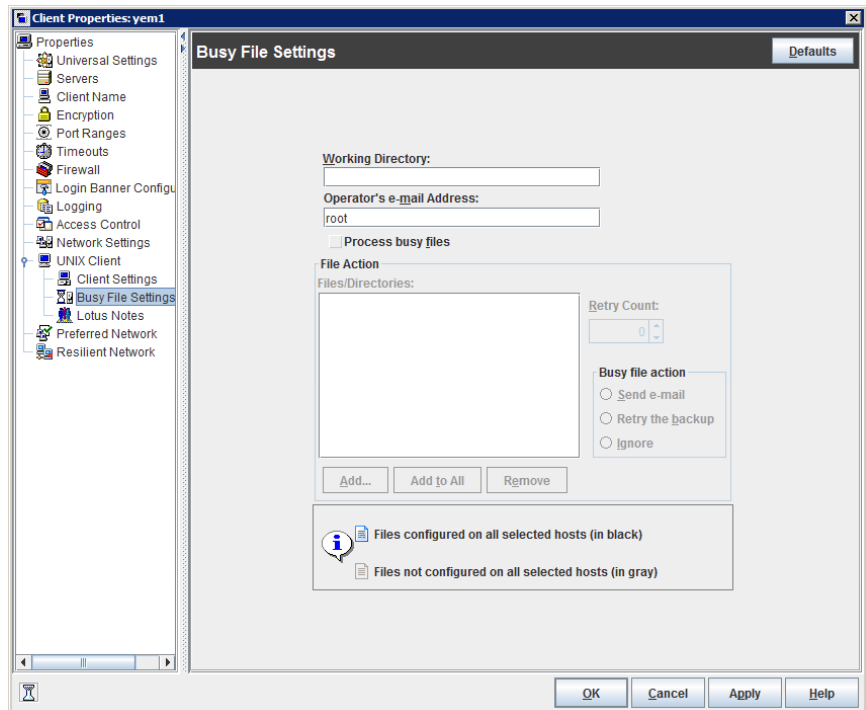 Client Properties: yem1
Properties
Universal Settings
Servers
Client Name
Encryption
Port Ranges
Timeouts
Firewall
Login Banner Configu
Logging
Access Control
Network Settings
UNIX Client
Client Settings
Busy File Settings
Lotus Notes
Preferred Network
Resilient Network
Busy File Settings
Defaults
Working Directory:
Operator's e-mail Address:
root
Process busy files
File Action
Files/Directories:
Retry Count:
0
Busy file action
Send e-mail
Retry the backup
Ignore
Add...
Add to All
Remove
Files configured on all selected hosts (in black)
Files not configured on all selected hosts (in gray)
OK
Cancel
Apply
Help